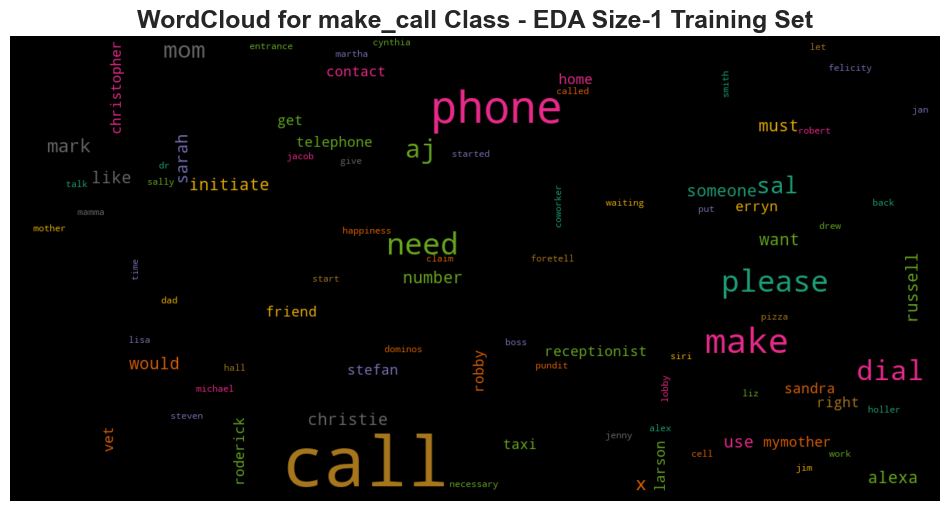 WordCloud for make_call Class - EDA Size-1 Training Set
christopher
mom
entrance
martha
cynthia
contact
home
called
smith
let
felicity
jan
phone
get
telephone
aj
started
must
robert
mark
like
talk
dr
sally
sarah
initiate
jacob
give
coworker
waiting
someone
sal
put
erryn
back
mamma
mother
time
happiness
need
claim
foretell
want
drew
start
number
please
russell
dad
friend
pizza
lisa
would
hall
dominos
boss
receptionist
siri
make
dial
michael
stefan
robby
pundit
lobby
liz
sandra
right
holler
steven
christie
vet
roderick
call
taxi
jenny
alex
larson
cell
use
mymother
work
necessary
x
jim
alexa